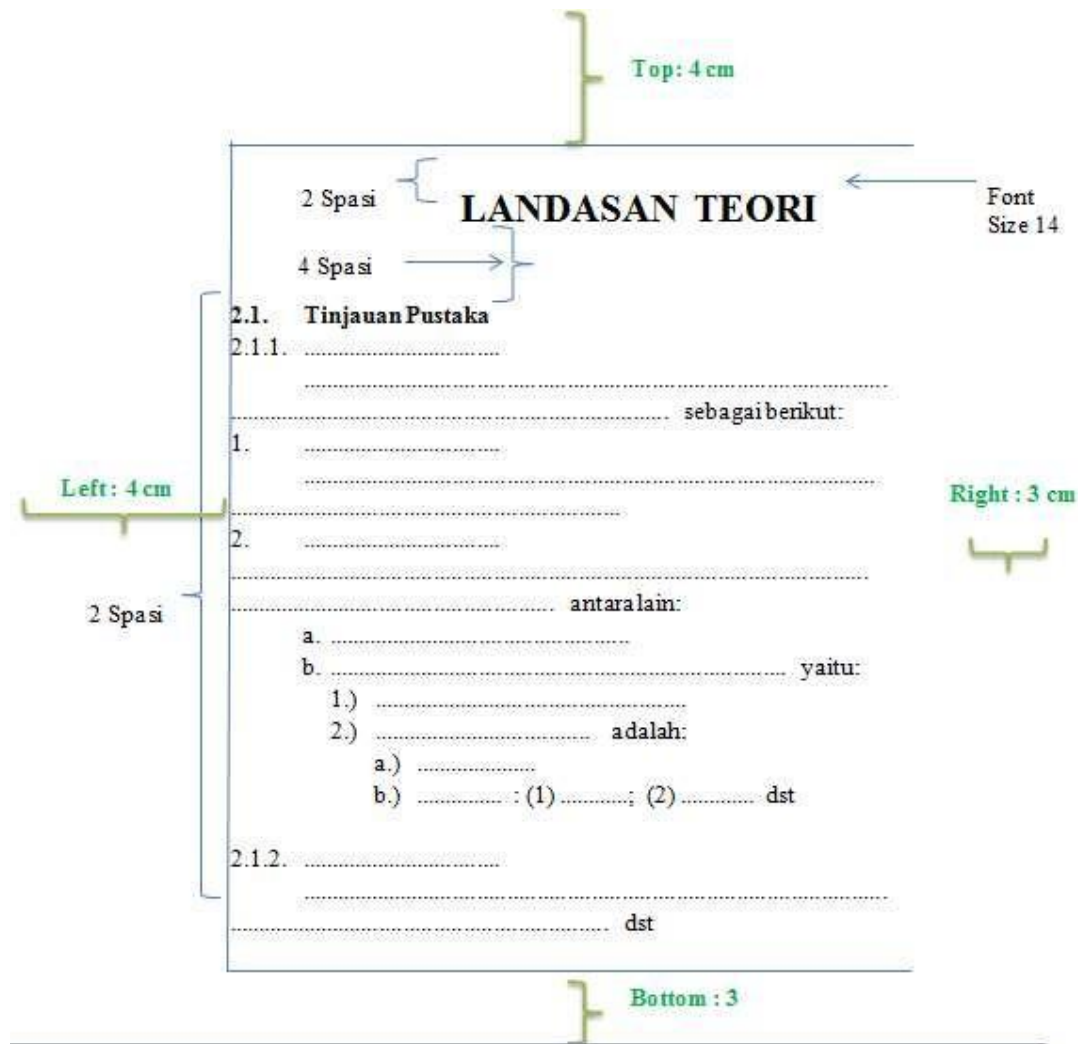 Top: 4 cm
2 Spasi
LANDASAN TEORI
Font
Size 14
4 Spasi
2.1. Tinjauan Pustaka
2.1.1. ................................
................................................................................................
........................................................................ sebagai berikut:
1. ................................
................................................................................................
................................................................
Left : 4 cm
Right : 3 cm
2. ................................
................................................................................................
..................................................... antara lain:
2 Spasi
a. .................................................
b. ........................................................................... yaitu:
1.) ...................................................
2.) ................................... adalah:
a.) ....................
b.) .............. : (1) ............; (2) ............ dst
2.1.2. ................................
................................................................................................
.............................................................. dst
Bottom : 3